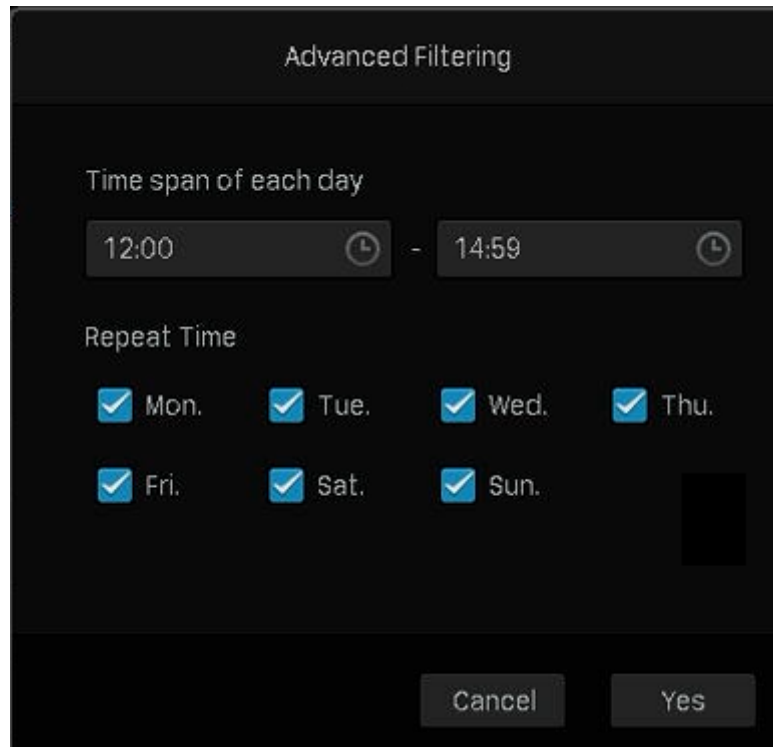 Advanced Filtering
Time span of each day
12:00 - 14:59
Repeat Time
Mon. Tue. Wed. Thu.
Fri. Sat. Sun.
Cancel Yes